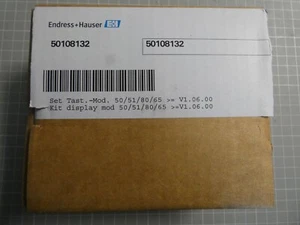 Endress+Hauser EH
50108132 50108132
Set Tast.-Mod. 50/51/80/65 >= V1.06.00
Kit display mod 50/51/80/65 >=V1.06.00